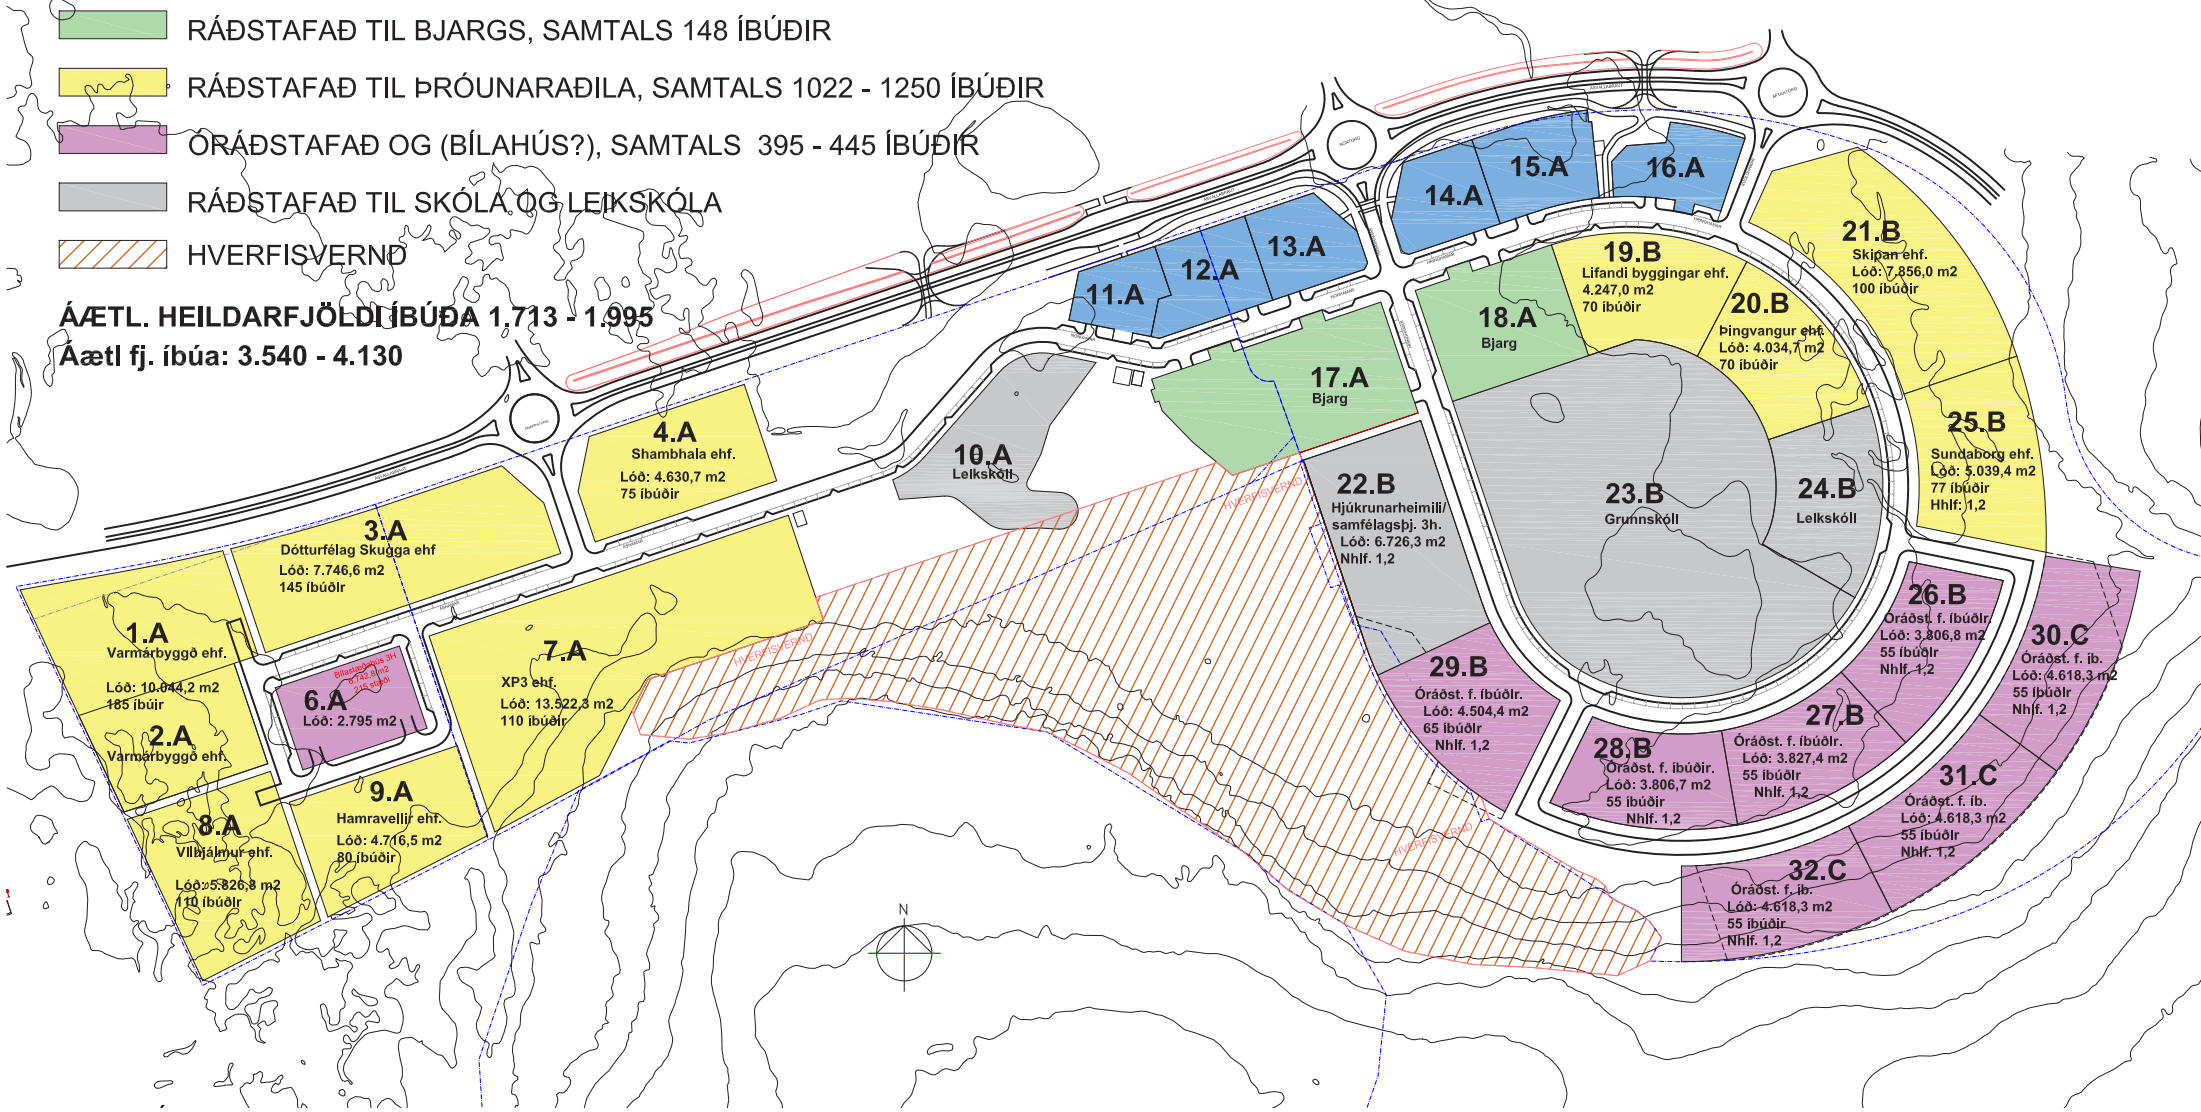 RÁÐSTAFAÐ TIL BJARGS, SAMTALS 148 ÍBÚÐIR
RÁÐSTAFAÐ TIL ÞRÓUNARAÐILA, SAMTALS 1022 - 1250 ÍBÚÐIR
ÓRÁÐSTAFAÐ OG (BÍLAHÚS?), SAMTALS 395 - 445 ÍBÚÐIR
RÁÐSTAFAÐ TIL SKÓLA OG LEIKSKÓLA
HVERFISVERND
ÁÆTL. HEILDARFJÖLDI ÍBÚÐA 1.713 - 1.995
Áætl fj. íbúa: 3.540 - 4.130
1.A
Varmárbyggð ehf.
Lóð: 10.044,2 m2
185 íbúir
2.A
Varmárbyggð ehf.
3.A
Dótturfélag Skugga ehf
Lóð: 7.746,6 m2
145 íbúðir
4.A
Shambhala ehf.
Lóð: 4.630,7 m2
75 íbúðir
6.A
Lóð: 2.795 m2
Bílastæðahús 3H
215 stæði
7.A
XP3 ehf.
Lóð: 13.522,3 m2
110 íbúðir
8.A
Vilhjálmur ehf.
Lóð: 5.826,8 m2
110 íbúðir
9.A
Hamravellir ehf.
Lóð: 4.716,5 m2
80 íbúðir
10.A
Leikskóli
11.A
12.A
13.A
14.A
15.A
16.A
17.A
Bjarg
18.A
Bjarg
19.B
Lifandi byggingar ehf.
4.247,0 m2
70 íbúðir
20.B
Þingvangur ehf.
Lóð: 4.034,7 m2
70 íbúðir
21.B
Skipan ehf.
Lóð: 7.856,0 m2
100 íbúðir
22.B
Hjúkrunarheimili/
samfélagsþj. 3h.
Lóð: 6.726,3 m2
Nhlf. 1,2
23.B
Grunnskóli
24.B
Leikskóli
25.B
Sundaborg ehf.
Lóð: 5.039,4 m2
77 íbúðir
Hhlf: 1,2
26.B
Óráðst. f. íbúðir.
Lóð: 3.806,8 m2
55 íbúðir
Nhlf. 1,2
27.B
Óráðst. f. íbúðir.
Lóð: 3.827,4 m2
55 íbúðir
Nhlf. 1,2
28.B
Óráðst. f. íbúðir.
Lóð: 3.806,7 m2
55 íbúðir
Nhlf. 1,2
29.B
Óráðst. f. íbúðir.
Lóð: 4.504,4 m2
65 íbúðir
Nhlf. 1,2
30.C
Óráðst. f. íb.
Lóð: 4.618,3 m2
55 íbúðir
Nhlf. 1,2
31.C
Óráðst. f. íb.
Lóð: 4.618,3 m2
55 íbúðir
Nhlf. 1,2
32.C
Óráðst. f. íb.
Lóð: 4.618,3 m2
55 íbúðir
Nhlf. 1,2
HVERFISVERND
HVERFISVERND
HVERFISVERND
N